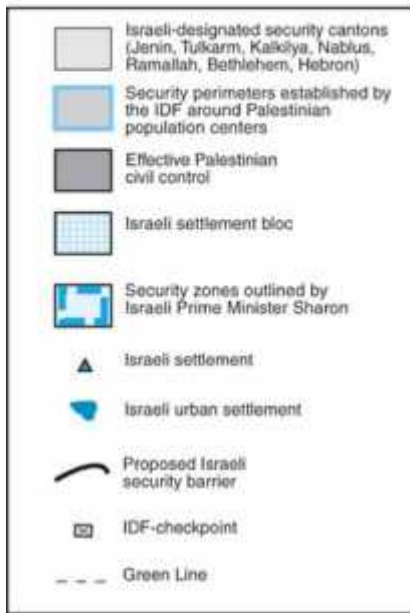 Israeli-designated security cantons
(Jenin, Tulkarm, Kalkilya, Nablus,
Ramallah, Bethlehem, Hebron)
Security perimeters established by
the IDF around Palestinian
population centers
Effective Palestinian
civil control
Israeli settlement bloc
Security zones outlined by
Israeli Prime Minister Sharon
Israeli settlement
Israeli urban settlement
Proposed Israeli
security barrier
IDF-checkpoint
Green Line